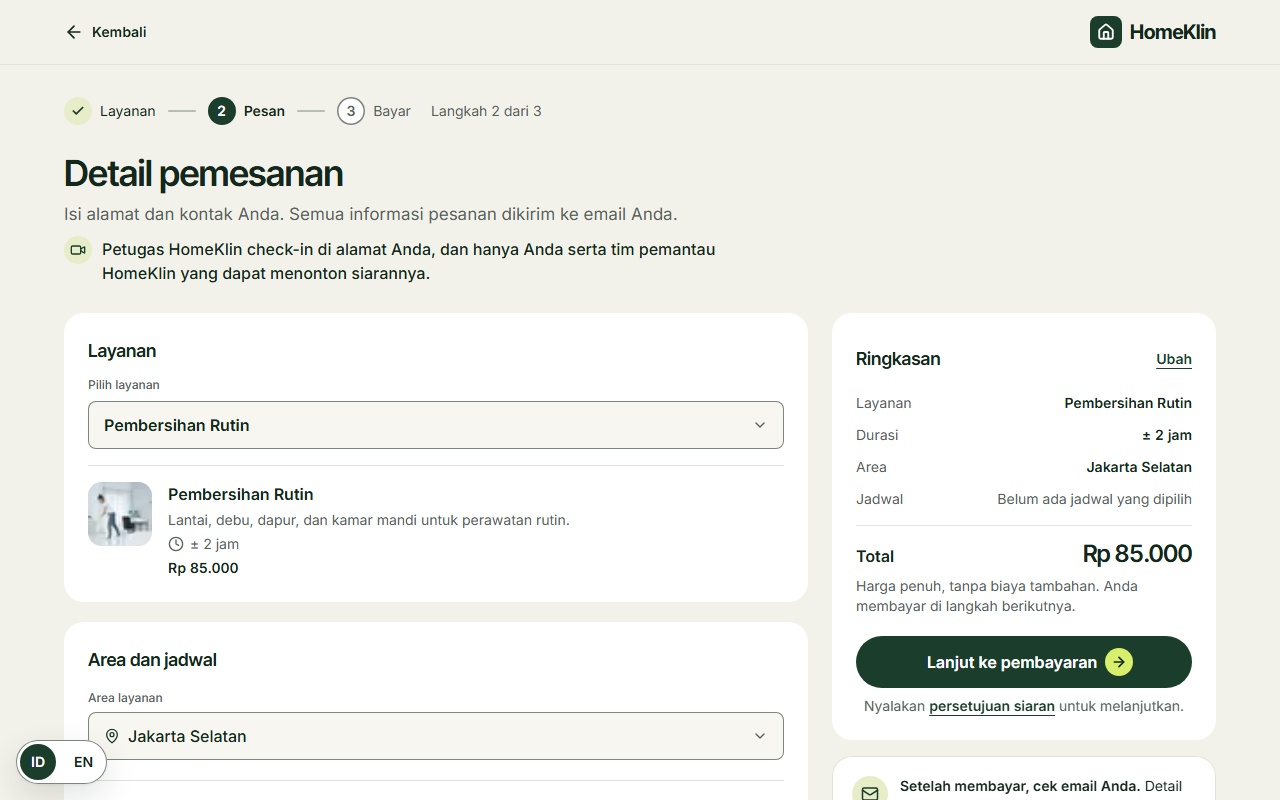 Kembali
HomeKlin
Layanan
2 Pesan
3 Bayar
Langkah 2 dari 3
Detail pemesanan
Isi alamat dan kontak Anda. Semua informasi pesanan dikirim ke email Anda.
Petugas HomeKlin check-in di alamat Anda, dan hanya Anda serta tim pemantau
HomeKlin yang dapat menonton siarannya.
Layanan
Pilih layanan
Pembersihan Rutin
Pembersihan Rutin
Lantai, debu, dapur, dan kamar mandi untuk perawatan rutin.
± 2 jam
Rp 85.000
Area dan jadwal
Area layanan
Jakarta Selatan
ID EN
Ringkasan
Ubah
Layanan Pembersihan Rutin
Durasi ± 2 jam
Area Jakarta Selatan
Jadwal Belum ada jadwal yang dipilih
Total Rp 85.000
Harga penuh, tanpa biaya tambahan. Anda
membayar di langkah berikutnya.
Lanjut ke pembayaran
Nyalakan persetujuan siaran untuk melanjutkan.
Setelah membayar, cek email Anda. Detail